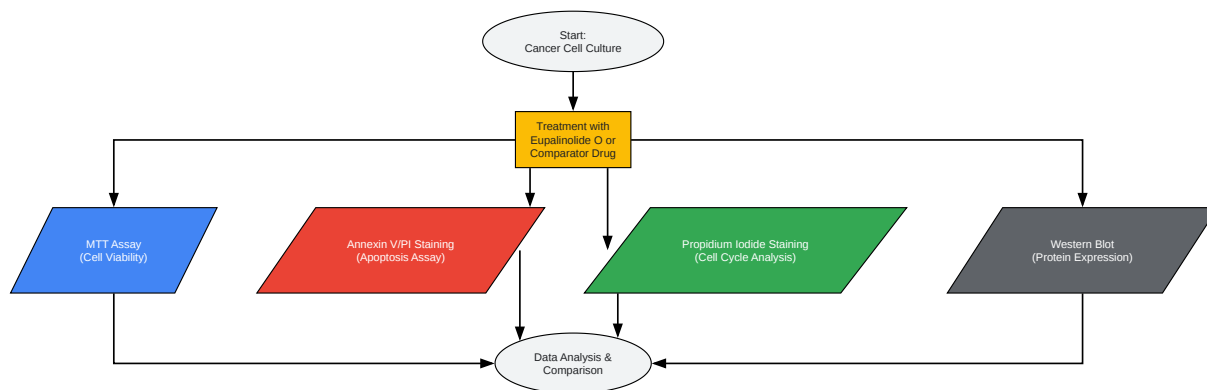 Start:
Cancer Cell Culture
Treatment with
Eupalinolide O or
Comparator Drug
MTT Assay
(Cell Viability)
Annexin V/PI Staining
(Apoptosis Assay)
Propidium Iodide Staining
(Cell Cycle Analysis)
Western Blot
(Protein Expression)
Data Analysis &
Comparison